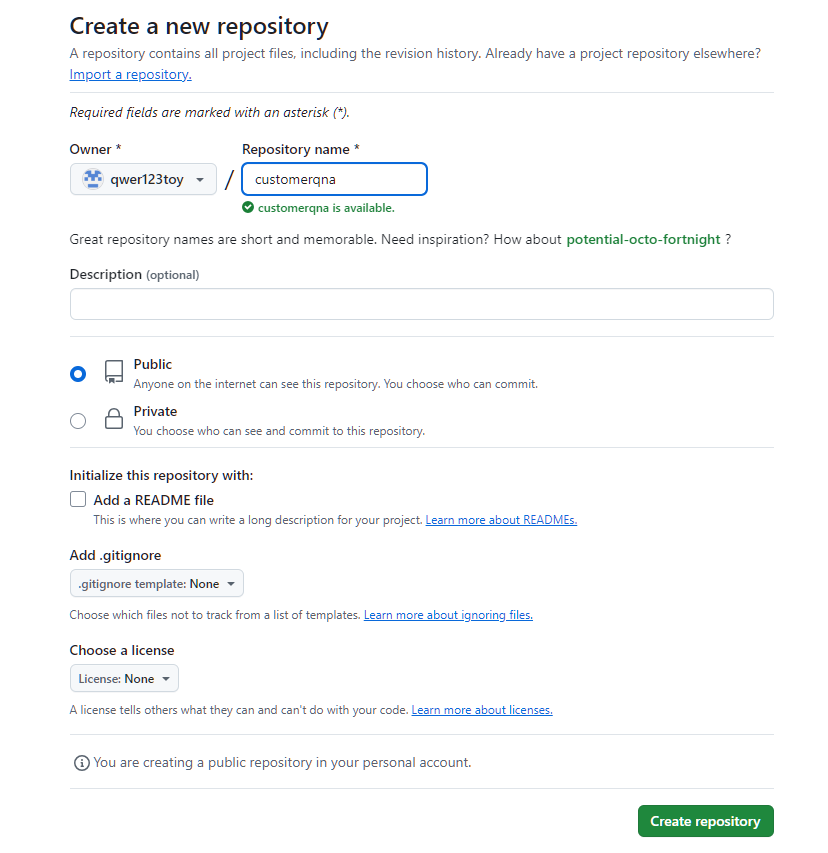 Create a new repository
A repository contains all project files, including the revision history. Already have a project repository elsewhere?
Import a repository.
Required fields are marked with an asterisk (*).
Owner * Repository name *
qwer123toy / customerqna
customerqna is available.
Great repository names are short and memorable. Need inspiration? How about potential-octo-fortnight ?
Description (optional)
Public
Anyone on the internet can see this repository. You choose who can commit.
Private
You choose who can see and commit to this repository.
Initialize this repository with:
Add a README file
This is where you can write a long description for your project. Learn more about READMEs.
Add .gitignore
.gitignore template: None
Choose which files not to track from a list of templates. Learn more about ignoring files.
Choose a license
License: None
A license tells others what they can and can't do with your code. Learn more about licenses.
You are creating a public repository in your personal account.
Create repository